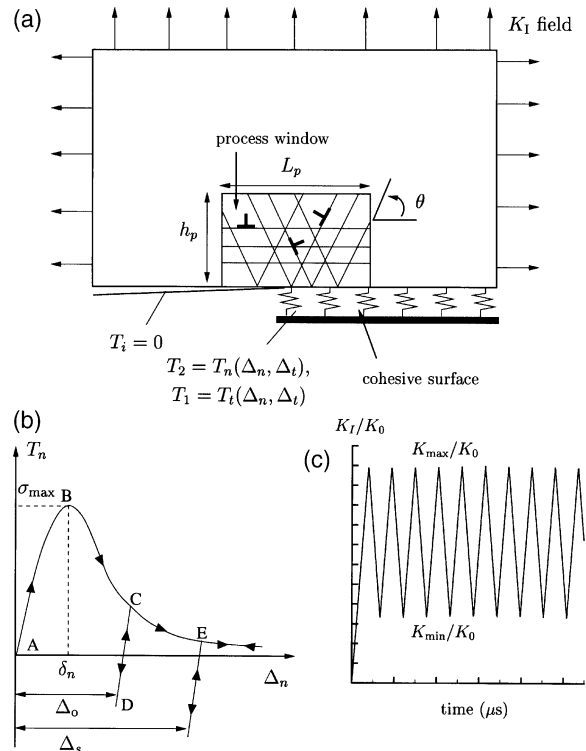 (a)
K_I field
process window
L_p
θ
h_p
T_i = 0
T_2 = T_n(Δ_n, Δ_t),
T_1 = T_t(Δ_n, Δ_t)
cohesive surface
(b)
T_n
σ_max
B
C
E
A
δ_n
Δ_n
D
Δ_o
Δ_s
(c)
K_I/K_0
K_max/K_0
K_min/K_0
time (μs)